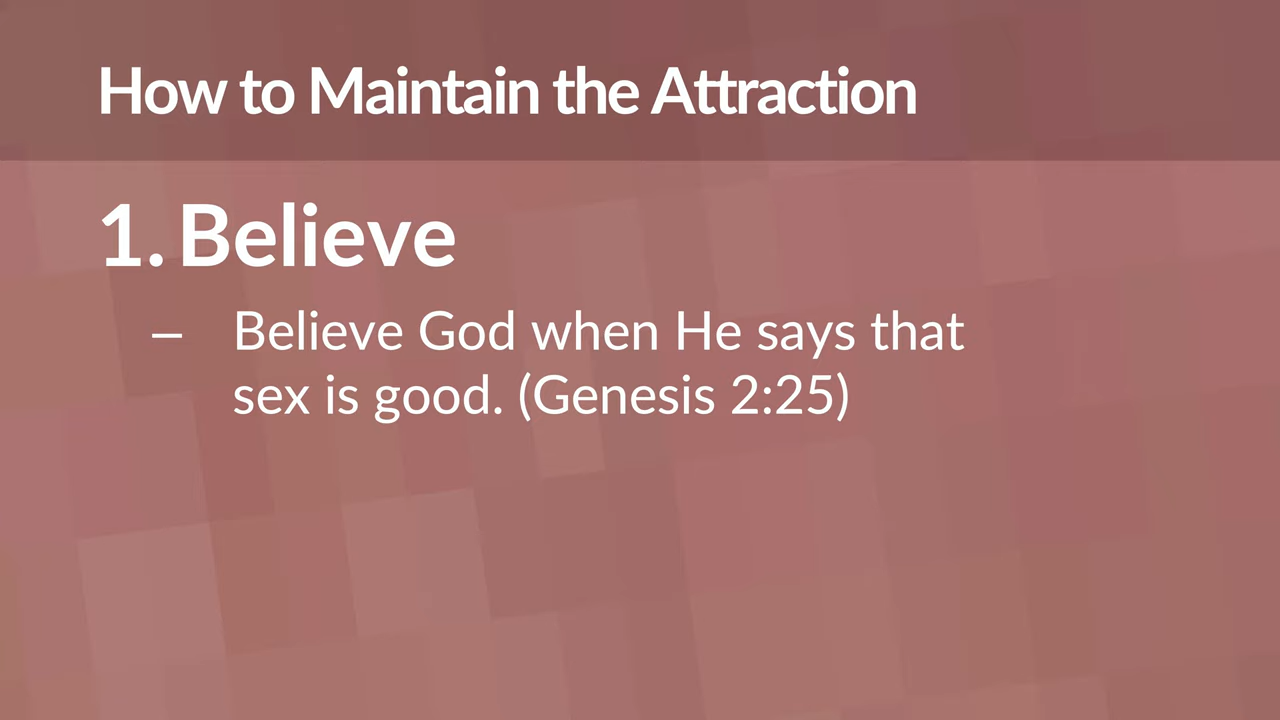 How to Maintain the Attraction
1. Believe
– Believe God when He says that
sex is good. (Genesis 2:25)